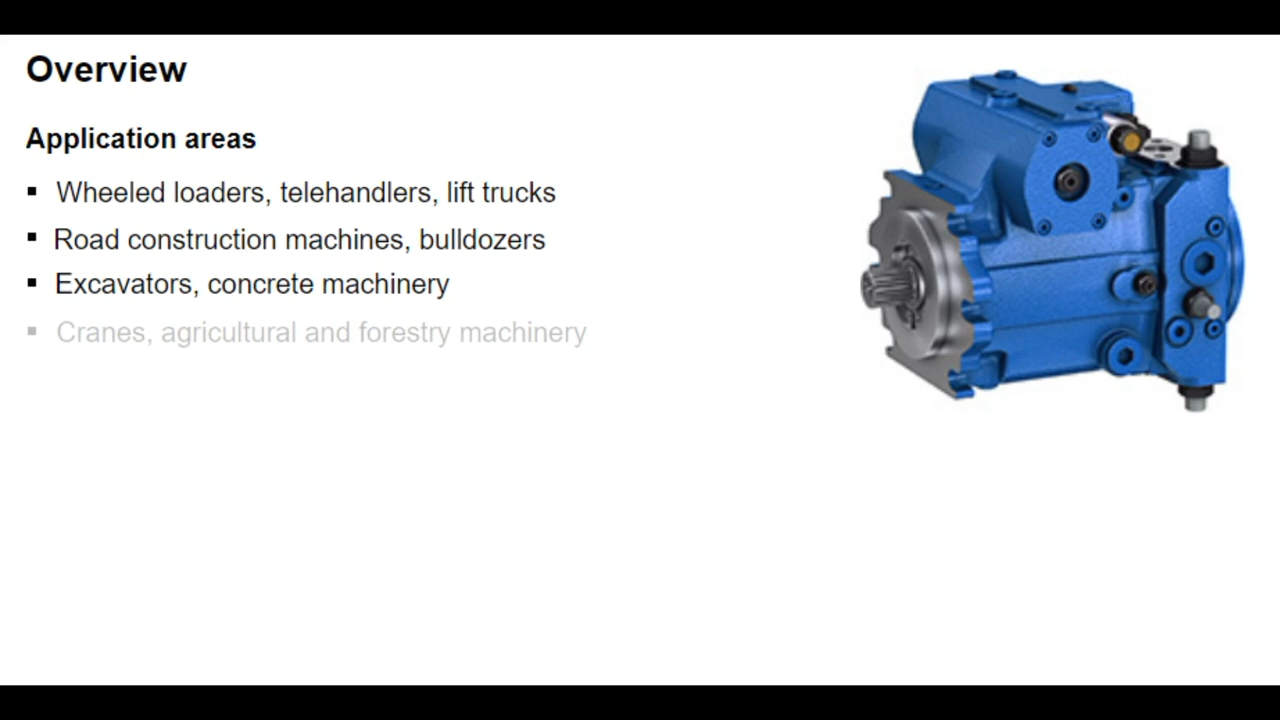 Overview
Application areas
▪ Wheeled loaders, telehandlers, lift trucks
▪ Road construction machines, bulldozers
▪ Excavators, concrete machinery
▪ Cranes, agricultural and forestry machinery